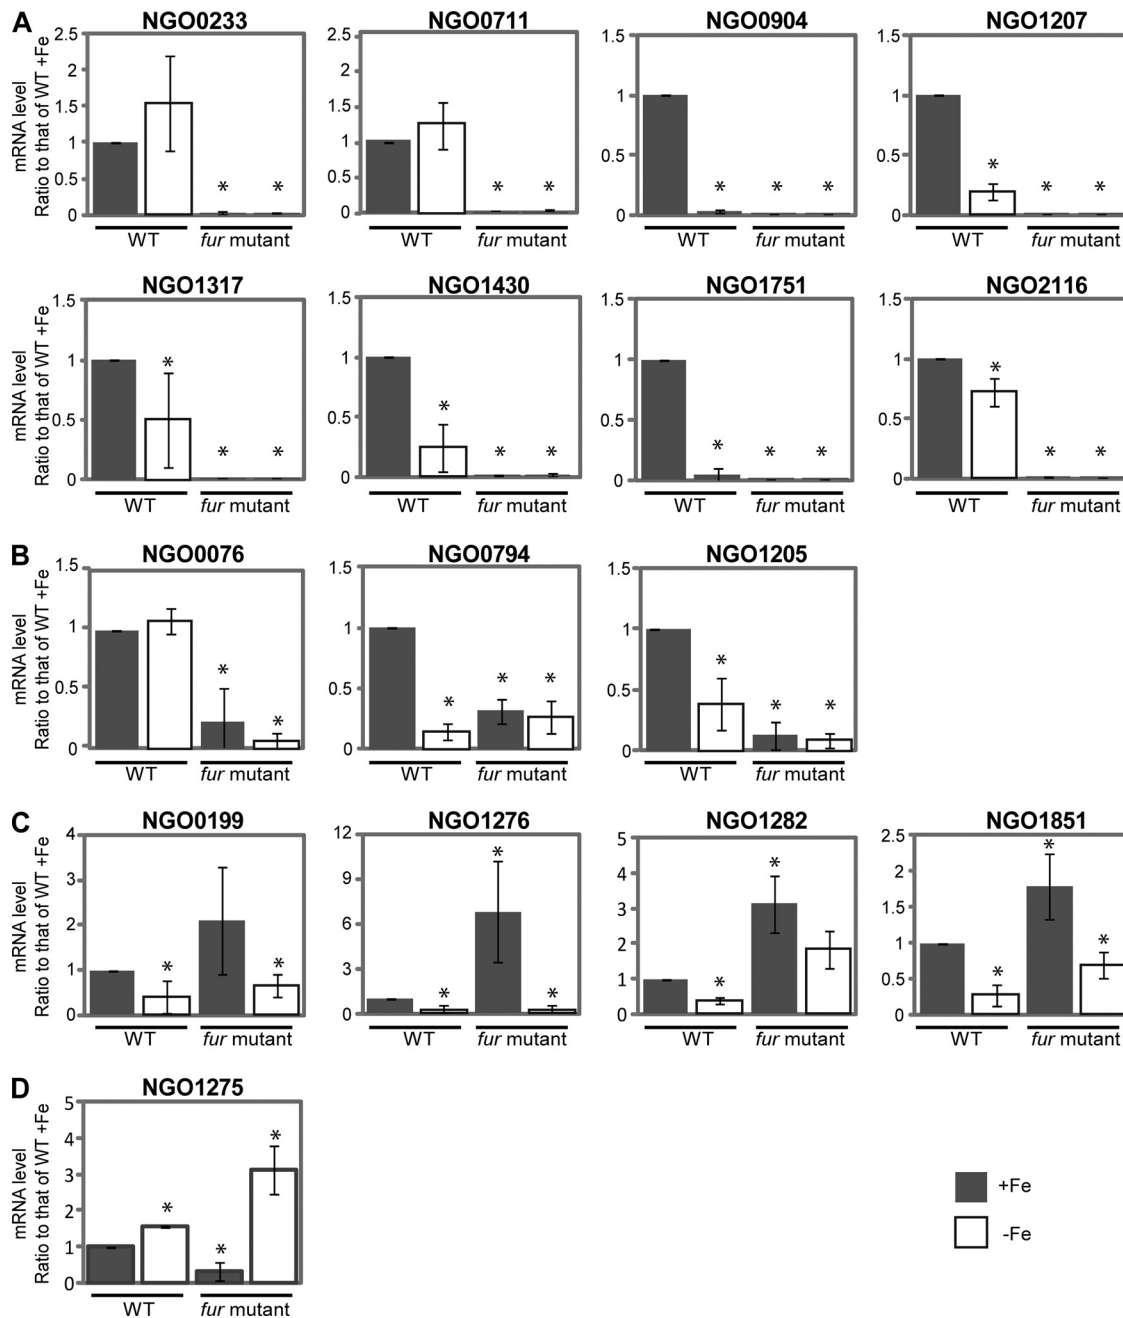 A
NGO0233 NGO0711 NGO0904 NGO1207
mRNA level
Ratio to that of WT +Fe
2.5 2.5 1.5 1.5
2 2
1.5 1.5 1 1
1 1
0.5 0.5 0.5 0.5
0 0 0 0
* * * * * * * * * *
WT fur mutant WT fur mutant WT fur mutant WT fur mutant
NGO1317 NGO1430 NGO1751 NGO2116
mRNA level
Ratio to that of WT +Fe
1.5 1.5 1.5 1.5
1 1 1 1
0.5 0.5 0.5 0.5
0 0 0 0
* * * * * * * * * * * *
WT fur mutant WT fur mutant WT fur mutant WT fur mutant
B
NGO0076 NGO0794 NGO1205
mRNA level
Ratio to that of WT +Fe
1.5 1.5 1.5
1 1 1
0.5 0.5 0.5
0 0 0
* * * * * * * *
WT fur mutant WT fur mutant WT fur mutant
C
NGO0199 NGO1276 NGO1282 NGO1851
mRNA level
Ratio to that of WT +Fe
4 12 5 2.5
3 9 4 2
2 6 3 1.5
1 3 2 1
0 0 1 0.5
0 0
* * * * * * * * * *
WT fur mutant WT fur mutant WT fur mutant WT fur mutant
D
NGO1275
mRNA level
Ratio to that of WT +Fe
5
4
3
2
1
0
* * *
WT fur mutant
+Fe
-Fe